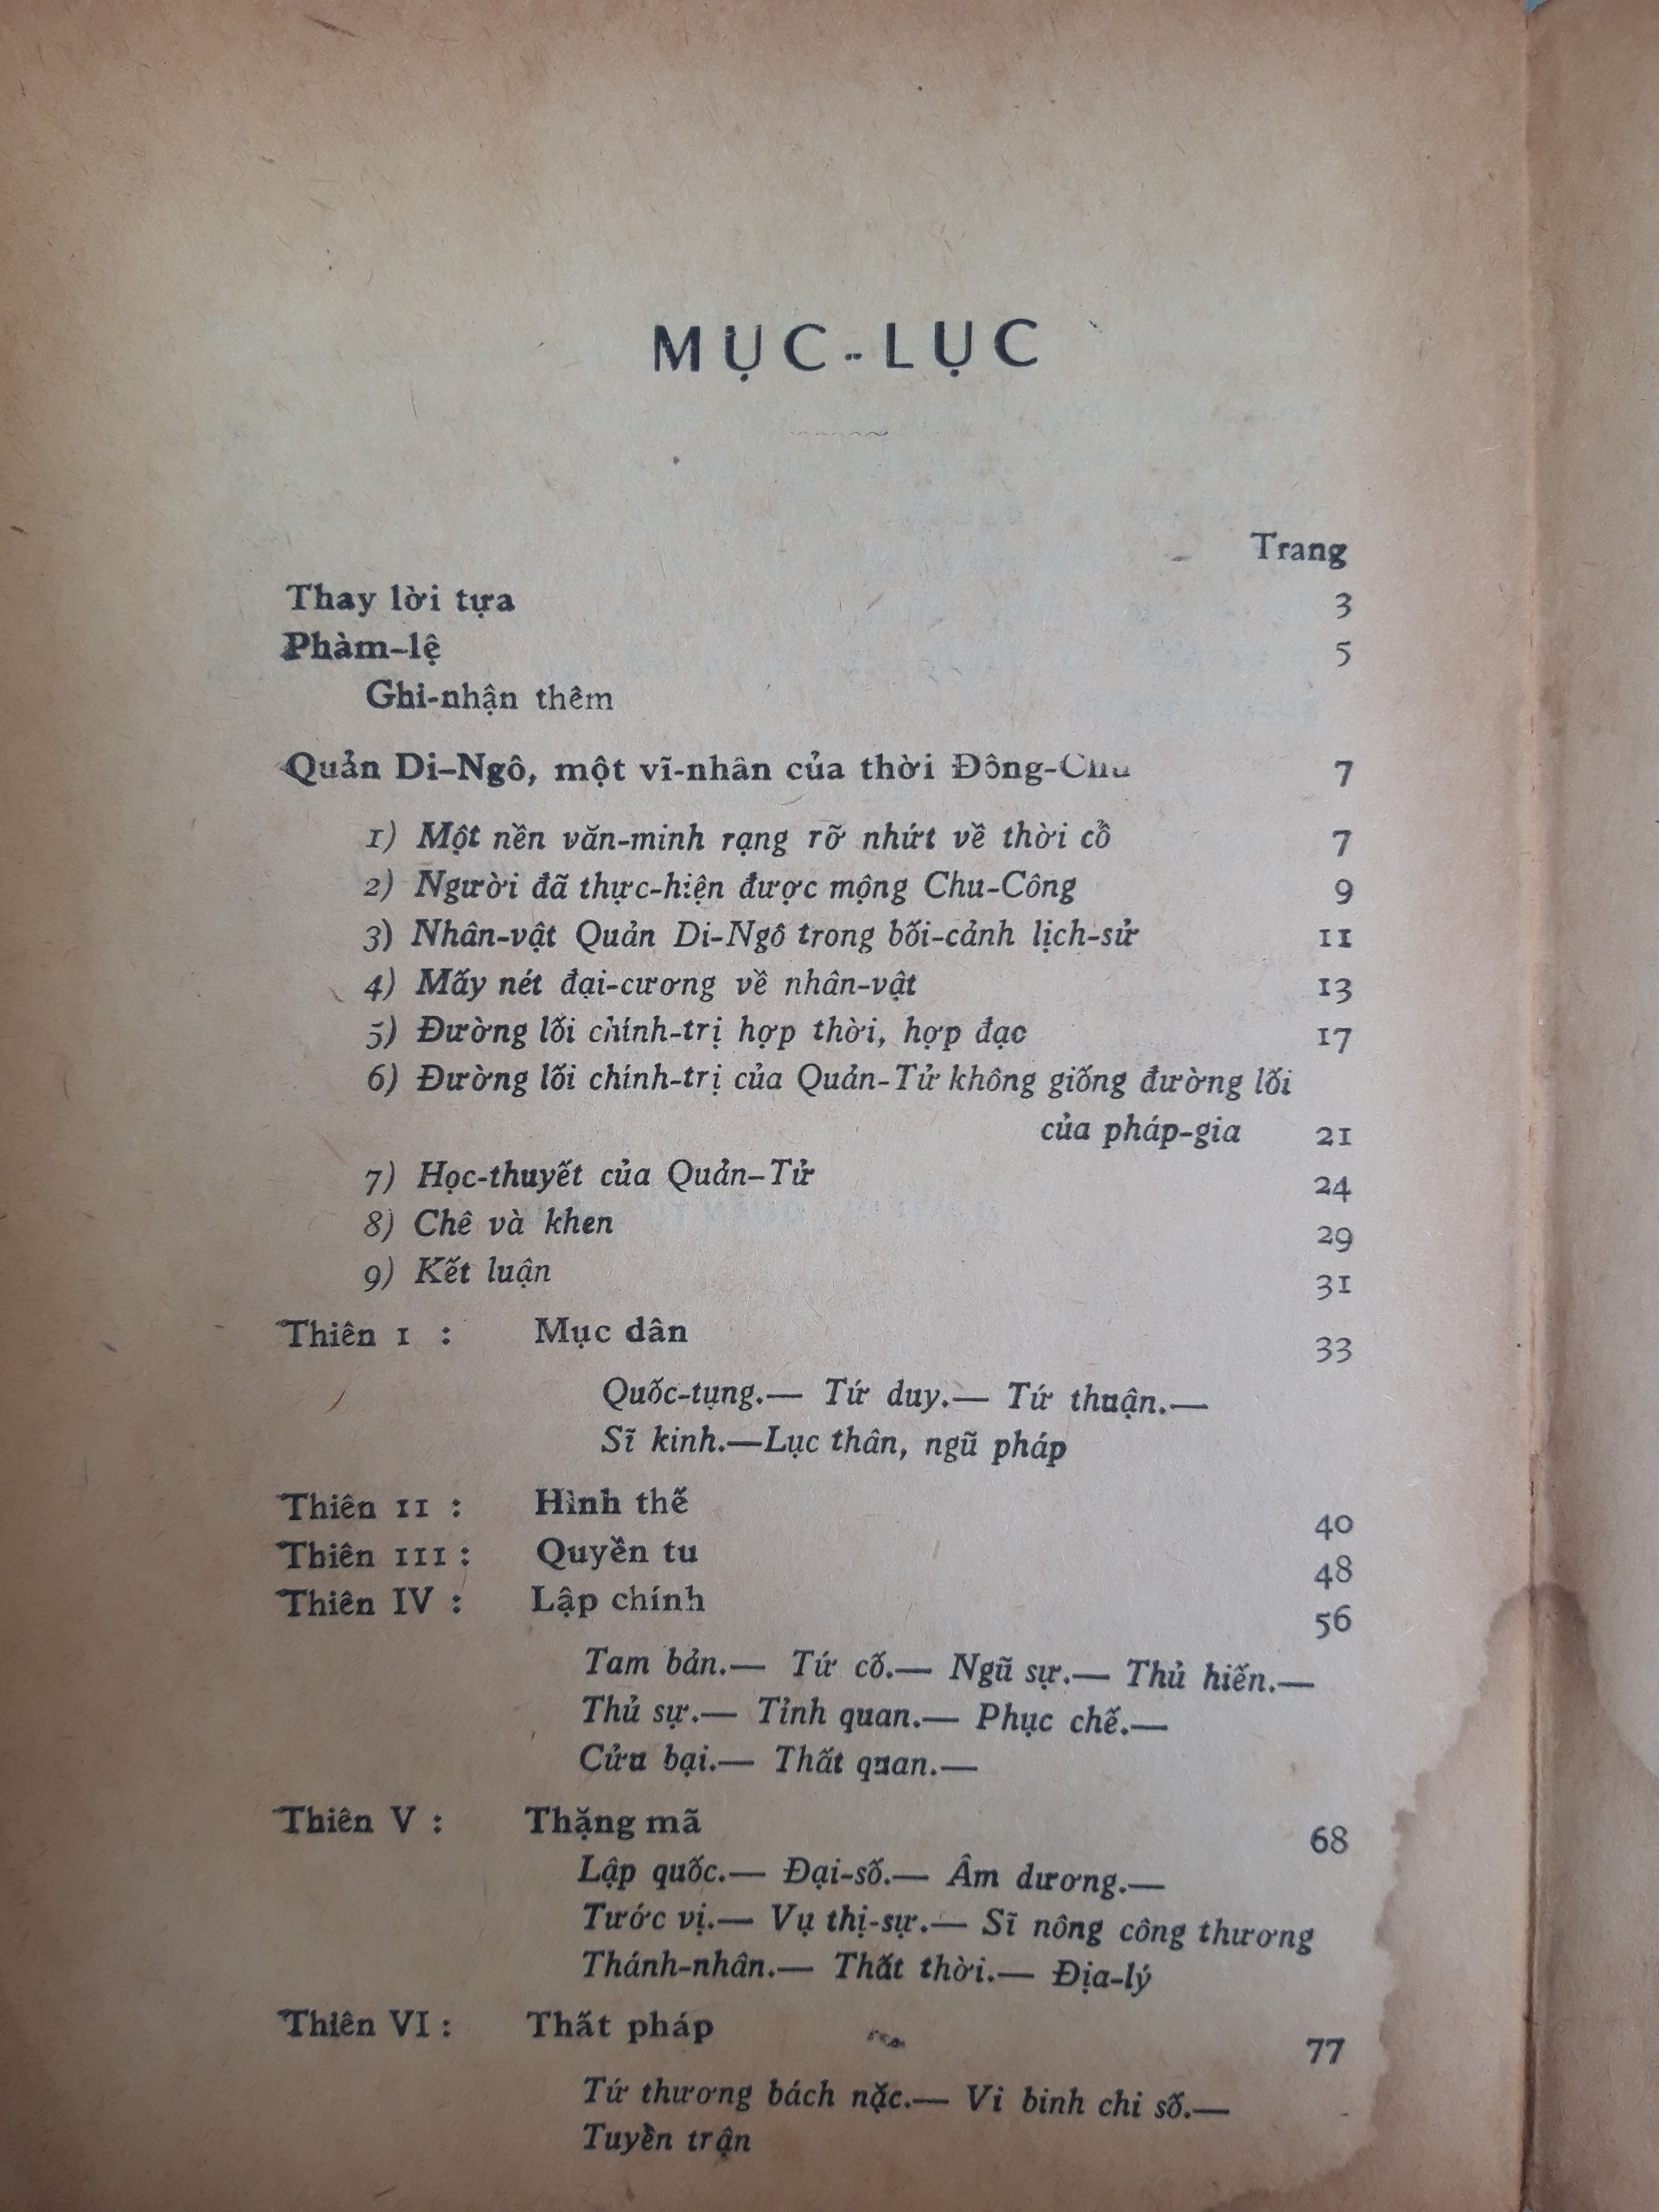 MỤC-LỤC
Trang
Thay lời tựa 3
Phàm-lệ 5
Ghi-nhận thêm
Quản Di-Ngô, một vĩ-nhân của thời Đông-Chu 7
1) Một nền văn-minh rạng rỡ nhứt về thời cổ 7
2) Người đã thực-hiện được mộng Chu-Công 9
3) Nhân-vật Quản Di-Ngô trong bối-cảnh lịch-sử 11
4) Mấy nét đại-cương về nhân-vật 13
5) Đường lối chính-trị hợp thời, hợp đạo 17
6) Đường lối chính-trị của Quản-Tử không giống đường lối
của pháp-gia 21
7) Học-thuyết của Quản-Tử 24
8) Chê và khen 29
9) Kết luận 31
Thiên I : Mục dân 33
Quốc-tụng.— Tứ duy.— Tứ thuận.—
Sĩ kinh.—Lục thân, ngũ pháp
Thiên II : Hình thế 40
Thiên III : Quyền tu 48
Thiên IV : Lập chính 56
Tam bản.— Tứ cố.— Ngũ sự.— Thủ hiến.—
Thủ sự.— Tỉnh quan.— Phục chế.—
Cửu bại.— Thất quan.—
Thiên V : Thặng mã 68
Lập quốc.— Đại-số.— Âm dương.—
Tước vị.— Vụ thị-sự.— Sĩ nông công thương
Thánh-nhân.— Thất thời.— Địa-lý
Thiên VI : Thất pháp 77
Tứ thương bách nặc.— Vi binh chi số.—
Tuyển trận